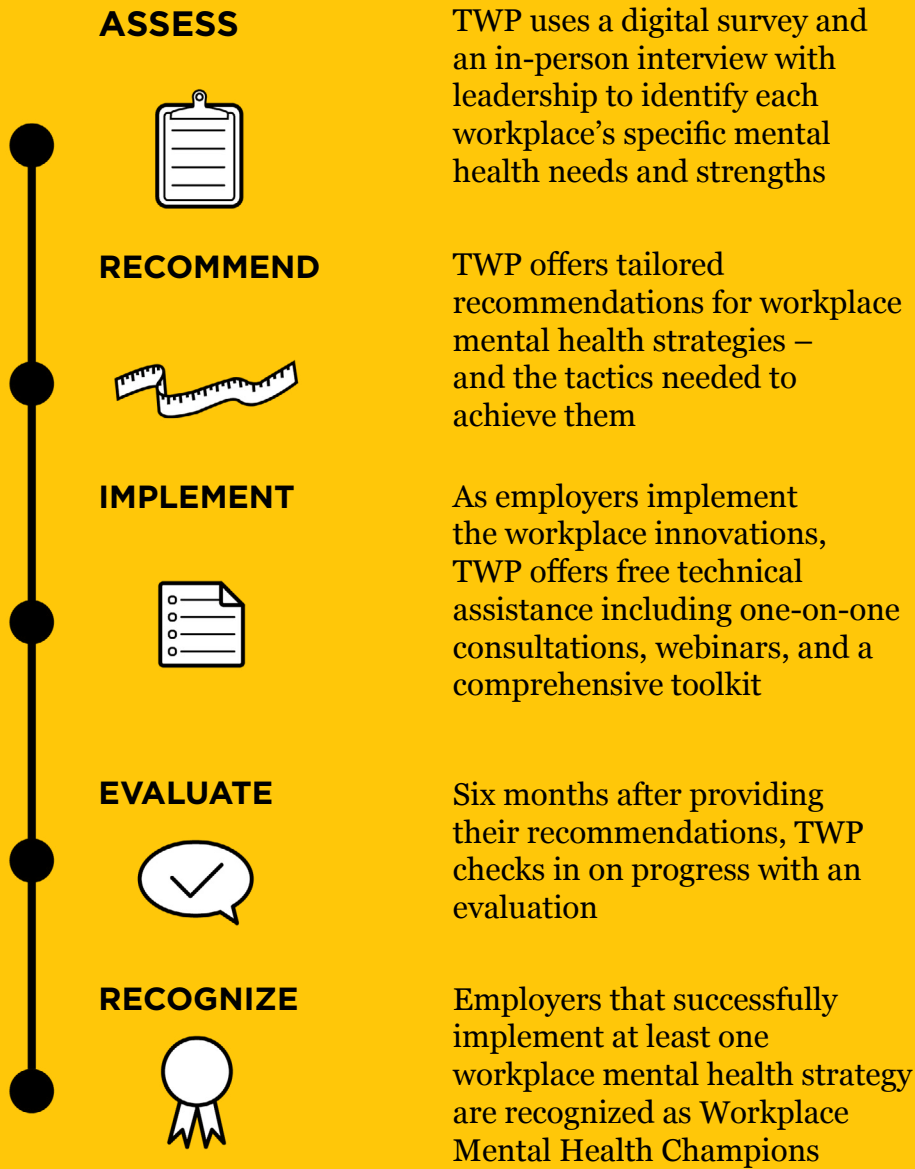 ASSESS
TWP uses a digital survey and
an in-person interview with
leadership to identify each
workplace’s specific mental
health needs and strengths
RECOMMEND
TWP offers tailored
recommendations for workplace
mental health strategies –
and the tactics needed to
achieve them
IMPLEMENT
As employers implement
the workplace innovations,
TWP offers free technical
assistance including one-on-one
consultations, webinars, and a
comprehensive toolkit
EVALUATE
Six months after providing
their recommendations, TWP
checks in on progress with an
evaluation
RECOGNIZE
Employers that successfully
implement at least one
workplace mental health strategy
are recognized as Workplace
Mental Health Champions